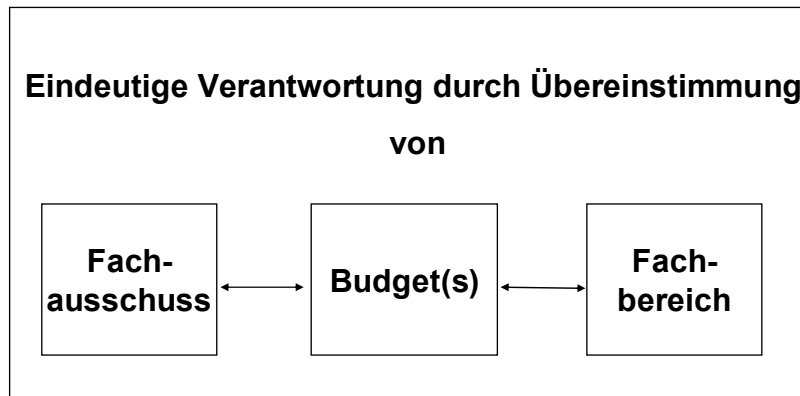 Eindeutige Verantwortung durch Übereinstimmung
von
Fach-
ausschuss
Budget(s)
Fach-
bereich